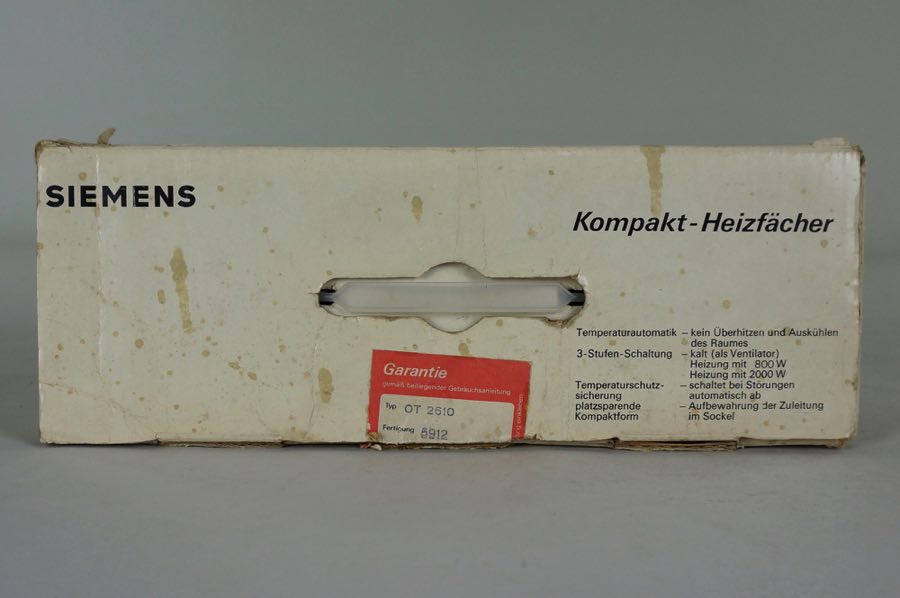 SIEMENS
Kompakt-Heizfächer
Temperaturautomatik – kein Überhitzen und Auskühlen
des Raumes
3-Stufen-Schaltung – kalt (als Ventilator)
Heizung mit 800 W
Heizung mit 2000 W
Temperaturschutz- – schaltet bei Störungen
sicherung automatisch ab
platzsparende – Aufbewahrung der Zuleitung
Kompaktform im Sockel
Garantie
gemäß beiliegender Gebrauchsanleitung
Typ OT 2610
Fertigung 5912